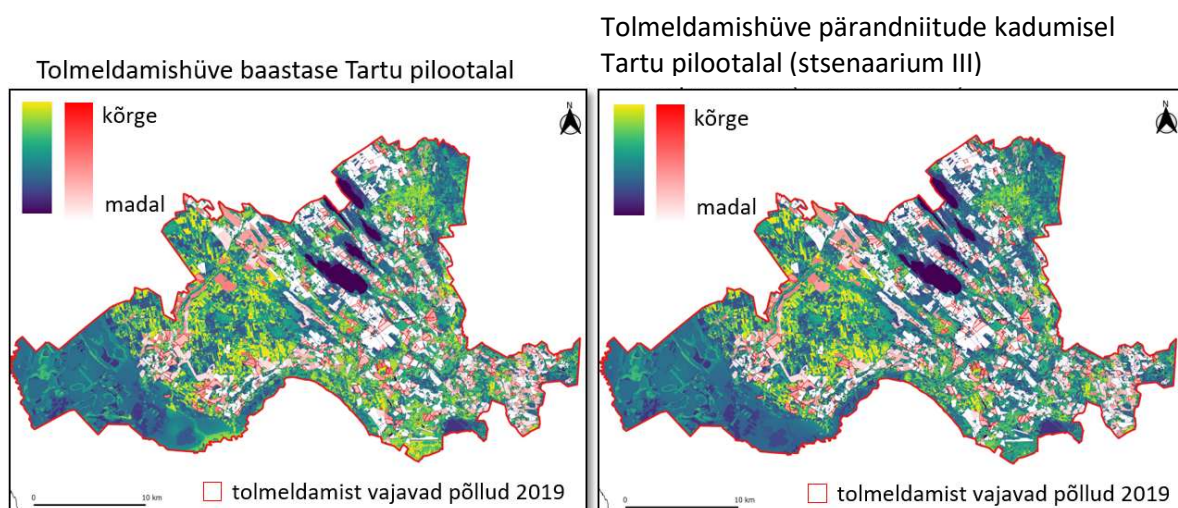 Tolmeldamishüve baastase Tartu pilootalal
kõrge
madal
N
0 10 km
tolmeldamist vajavad põllud 2019
Tolmeldamishüve pärandniitude kadumisel
Tartu pilootalal (stsenaarium III)
kõrge
madal
N
0 10 km
tolmeldamist vajavad põllud 2019